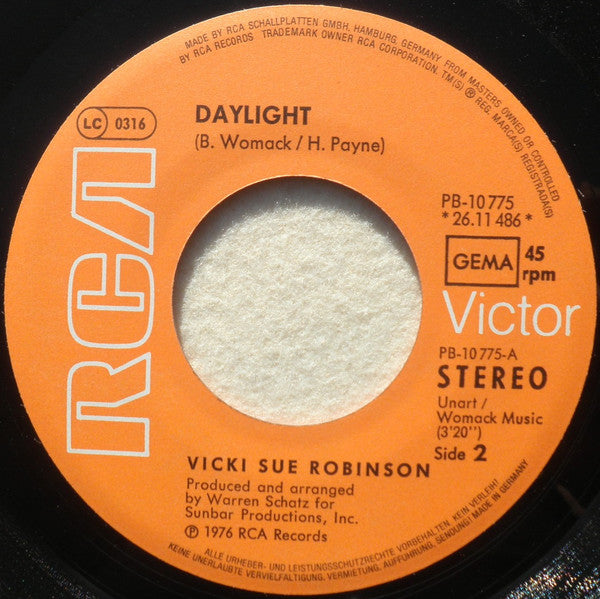 MADE BY RCA SCHALLPLATTEN GMBH, HAMBURG, GERMANY FROM MASTERS OWNED OR CONTROLLED
BY RCA RECORDS TRADEMARK OWNER RCA CORPORATION. TM(S) ® REG. MARCA(S) REGISTRADA(S)
LC 0316
DAYLIGHT
(B. Womack / H. Payne)
RCA
PB-10 775
* 26.11 486 *
GEMA 45
rpm
Victor
PB-10 775-A
STEREO
Unart /
Womack Music
(3'20'')
Side 2
VICKI SUE ROBINSON
Produced and arranged
by Warren Schatz for
Sunbar Productions, Inc.
℗ 1976 RCA Records
ALLE URHEBER- UND LEISTUNGSSCHUTZRECHTE VORBEHALTEN. KEIN VERLEIH!
KEINE UNERLAUBTE VERVIELFÄLTIGUNG, VERMIETUNG, AUFFÜHRUNG, SENDUNG! MADE IN GERMANY